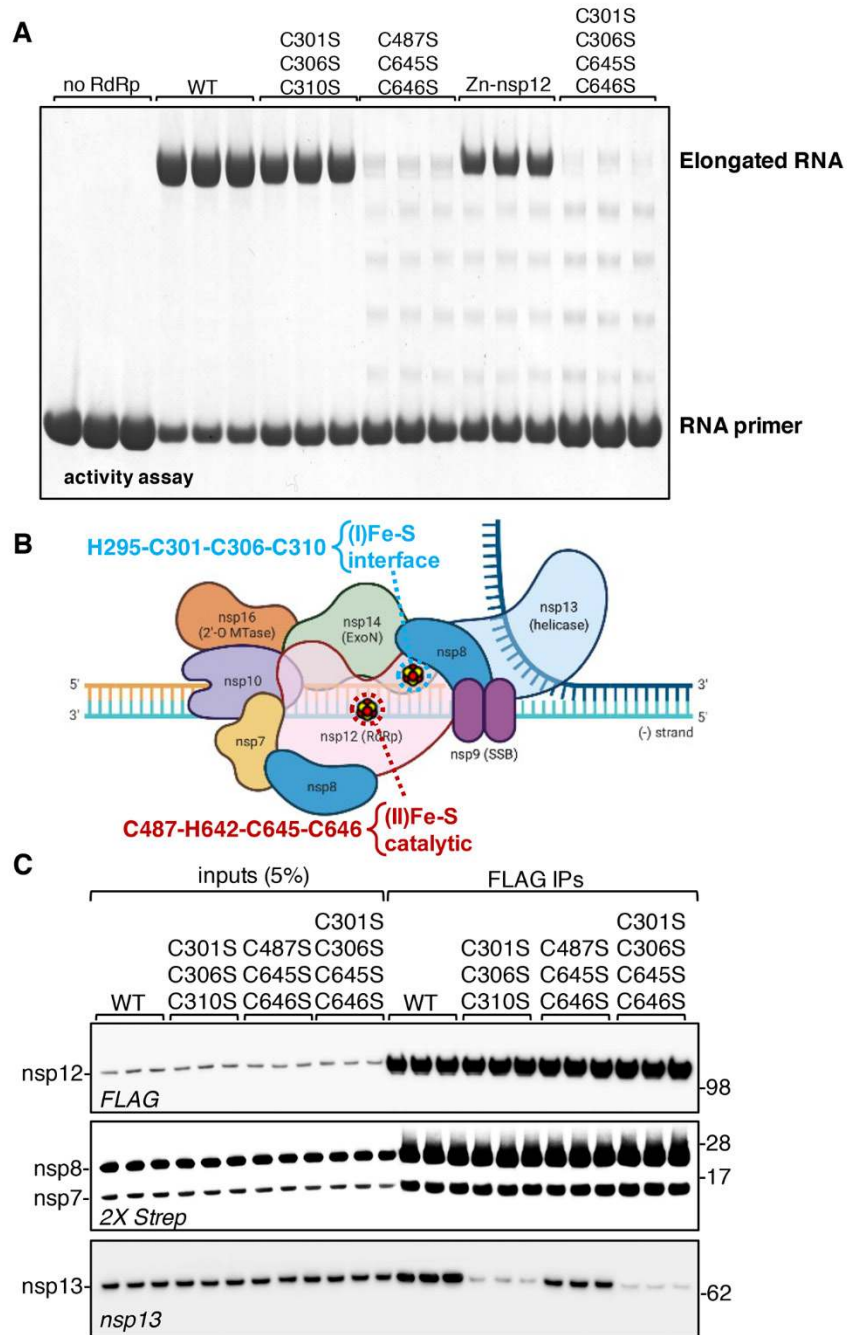 A
no RdRp
WT
C301S
C306S
C310S
C487S
C645S
C646S
Zn-nsp12
C301S
C306S
C645S
C646S
Elongated RNA
RNA primer
activity assay
B
H295-C301-C306-C310
(I)Fe-S
interface
nsp16
(2'-O MTase)
nsp14
(ExoN)
nsp13
(helicase)
nsp8
nsp10
5'
3'
3'
5'
nsp12 (RdRp)
nsp9 (SSB)
(-) strand
nsp7
nsp8
C487-H642-C645-C646
(II)Fe-S
catalytic
C
inputs (5%)
FLAG IPs
WT
C301S
C306S
C310S
C487S
C645S
C646S
C301S
C306S
C645S
C646S
WT
C301S
C306S
C310S
C487S
C645S
C646S
C301S
C306S
C645S
C646S
nsp12-
FLAG
-98
nsp8-
nsp7-
2X Strep
-28
-17
nsp13-
nsp13
-62